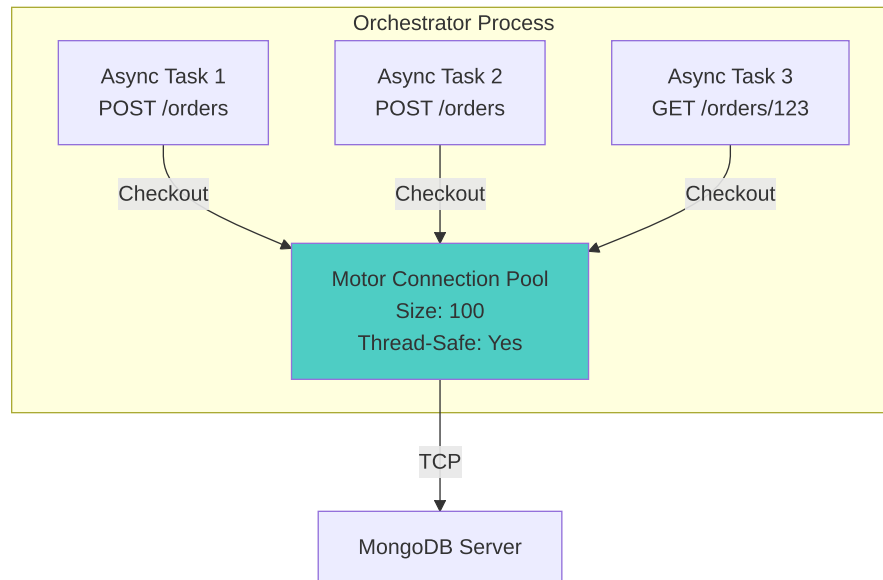 Orchestrator Process
Async Task 1
POST /orders
Async Task 2
POST /orders
Async Task 3
GET /orders/123
Checkout
Checkout
Checkout
Motor Connection Pool
Size: 100
Thread-Safe: Yes
TCP
MongoDB Server